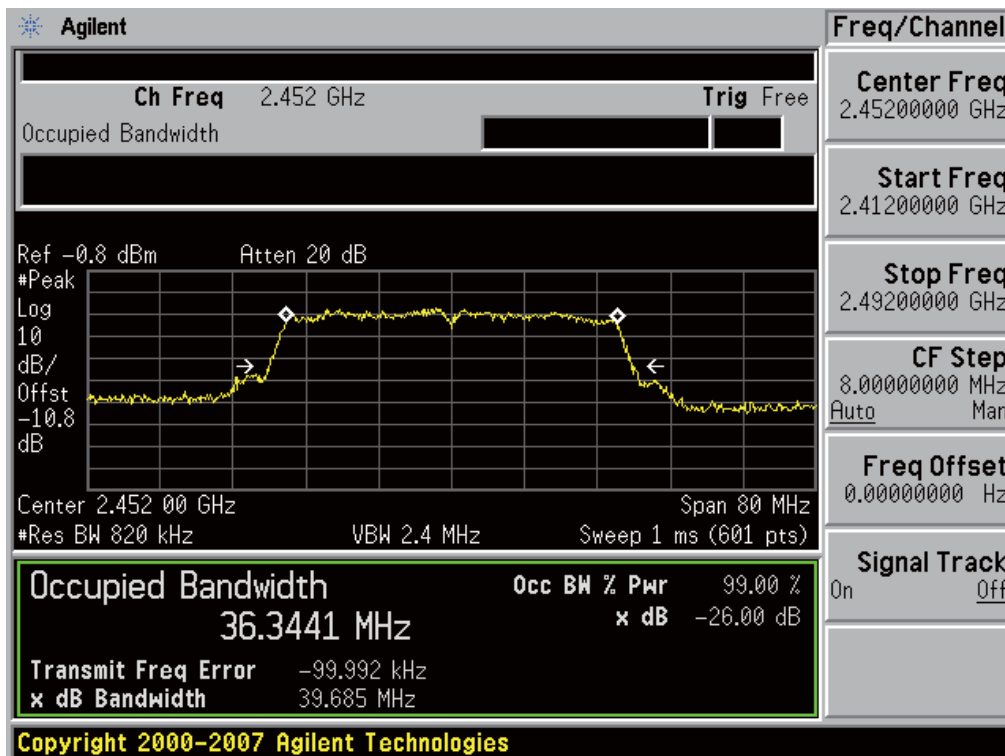 Agilent
Freq/Channel
Ch Freq 2.452 GHz
Trig Free
Occupied Bandwidth
Center Freq
2.45200000 GHz
Start Freq
2.41200000 GHz
Stop Freq
2.49200000 GHz
CF Step
8.00000000 MHz
Auto Man
Freq Offset
0.00000000 Hz
Signal Track
On Off
Ref -0.8 dBm
Atten 20 dB
#Peak
Log
10
dB/
Offst
-10.8
dB
Center 2.452 00 GHz
Span 80 MHz
#Res BW 820 kHz
VBW 2.4 MHz
Sweep 1 ms (601 pts)
Occupied Bandwidth
36.3441 MHz
Occ BW % Pwr 99.00 %
x dB -26.00 dB
Transmit Freq Error -99.992 kHz
x dB Bandwidth 39.685 MHz
Copyright 2000-2007 Agilent Technologies